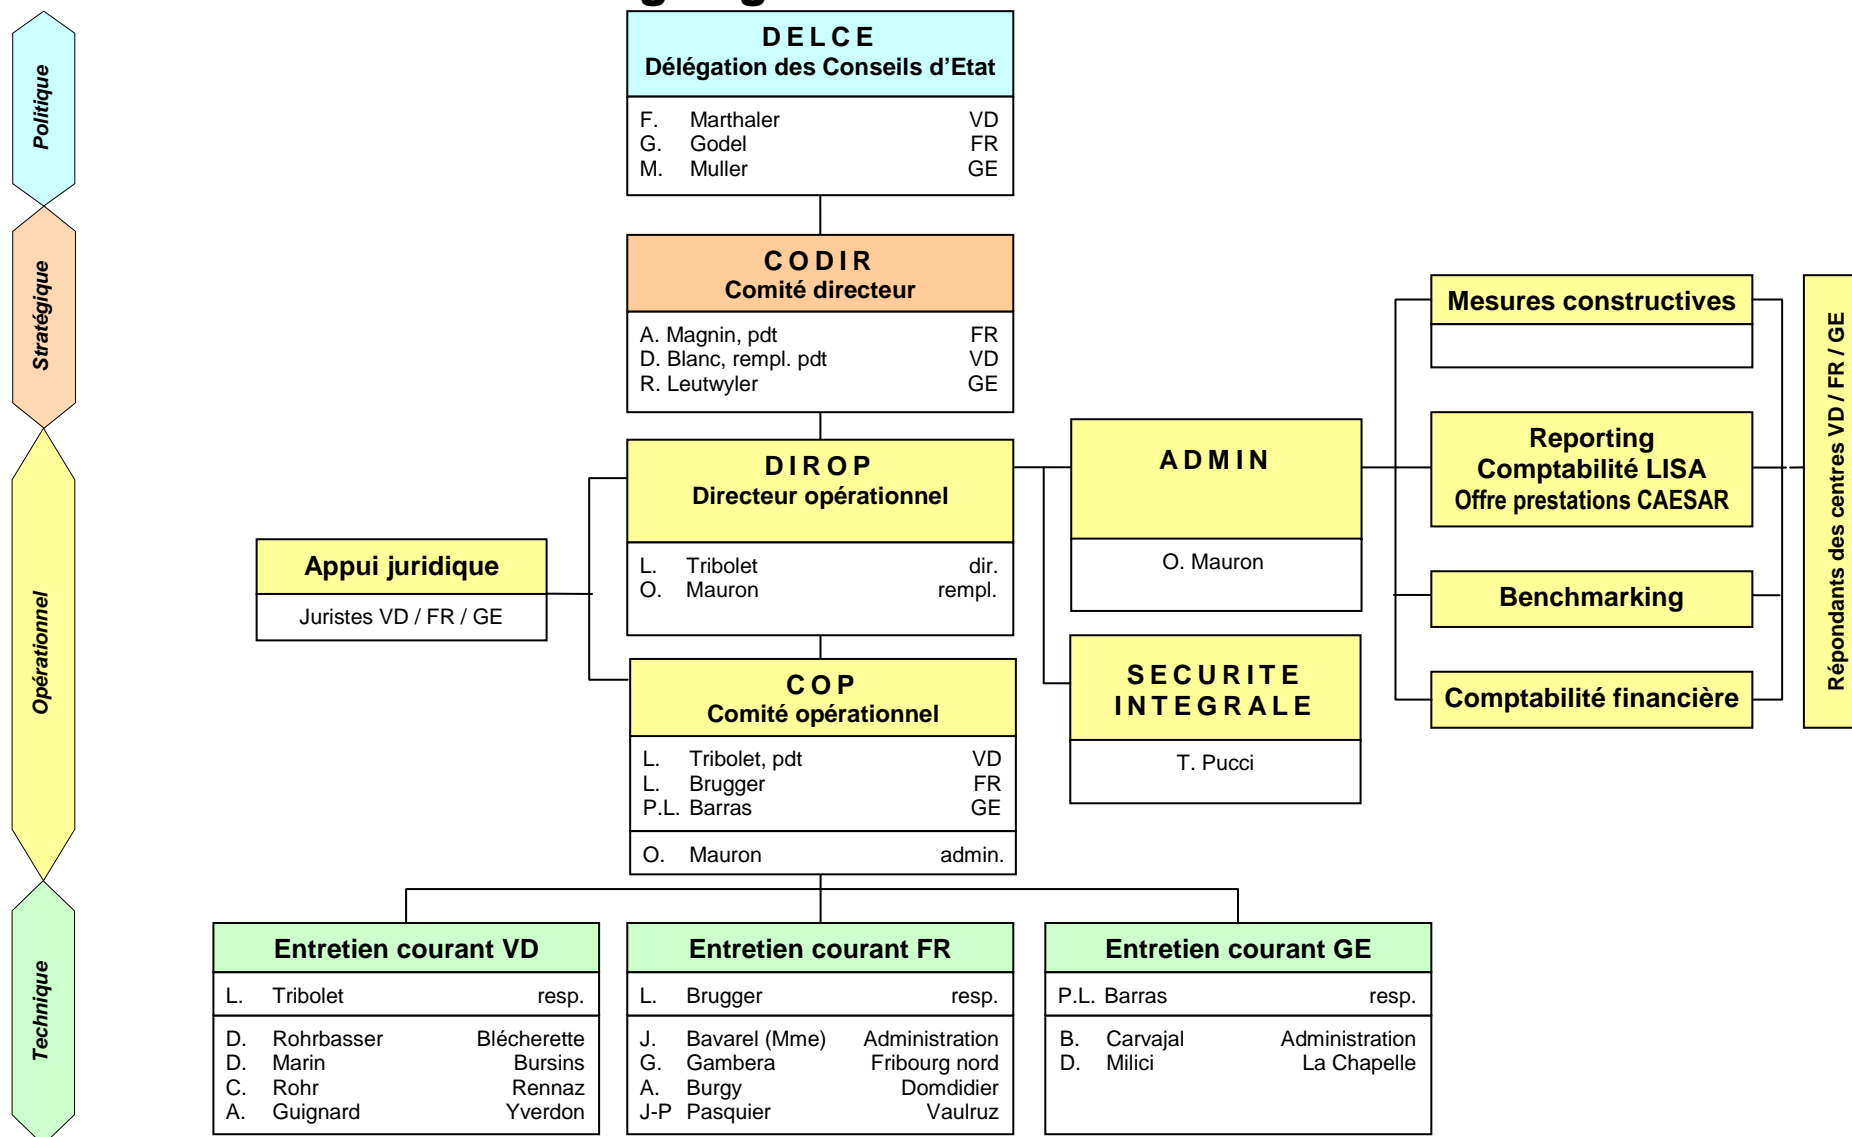 Politique
Stratégique
Opérationnel
Technique
DELCE
Délégation des Conseils d'Etat
F. Marthaler VD
G. Godel FR
M. Muller GE
CODIR
Comité directeur
A. Magnin, pdt FR
D. Blanc, rempl. pdt VD
R. Leutwyler GE
DIROP
Directeur opérationnel
L. Tribolet dir.
O. Mauron rempl.
Appui juridique
Juristes VD / FR / GE
COP
Comité opérationnel
L. Tribolet, pdt VD
L. Brugger FR
P.L. Barras GE
O. Mauron admin.
ADMIN
O. Mauron
SECURITE
INTEGRALE
T. Pucci
Mesures constructives
Reporting
Comptabilité LISA
Offre prestations CAESAR
Benchmarking
Comptabilité financière
Répondants des centres VD / FR / GE
Entretien courant VD
L. Tribolet resp.
D. Rohrbasser Blécherette
D. Marin Bursins
C. Rohr Rennaz
A. Guignard Yverdon
Entretien courant FR
L. Brugger resp.
J. Bavarel (Mme) Administration
G. Gambera Fribourg nord
A. Burgy Domdidier
J-P Pasquier Vaulruz
Entretien courant GE
P.L. Barras resp.
B. Carvajal Administration
D. Milici La Chapelle